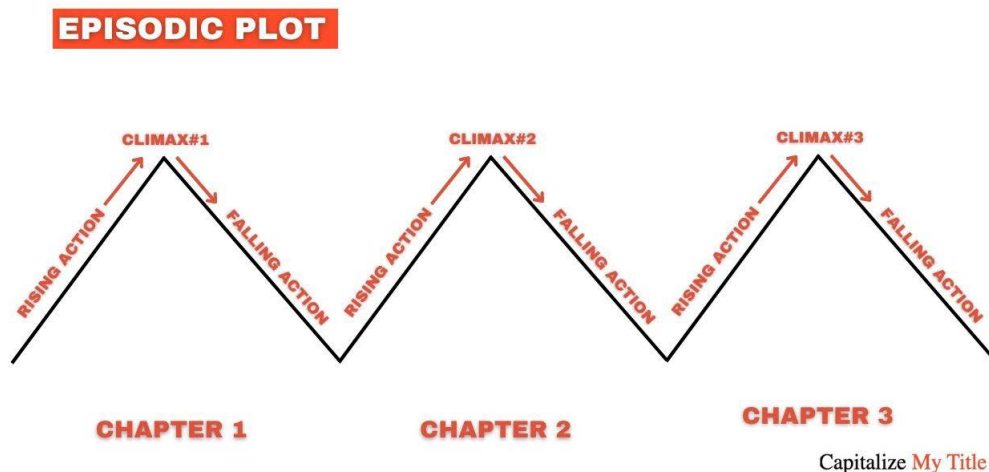 EPISODIC PLOT
CLIMAX#1
CLIMAX#2
CLIMAX#3
RISING ACTION
FALLING ACTION
RISING ACTION
FALLING ACTION
RISING ACTION
FALLING ACTION
CHAPTER 1
CHAPTER 2
CHAPTER 3
Capitalize My Title